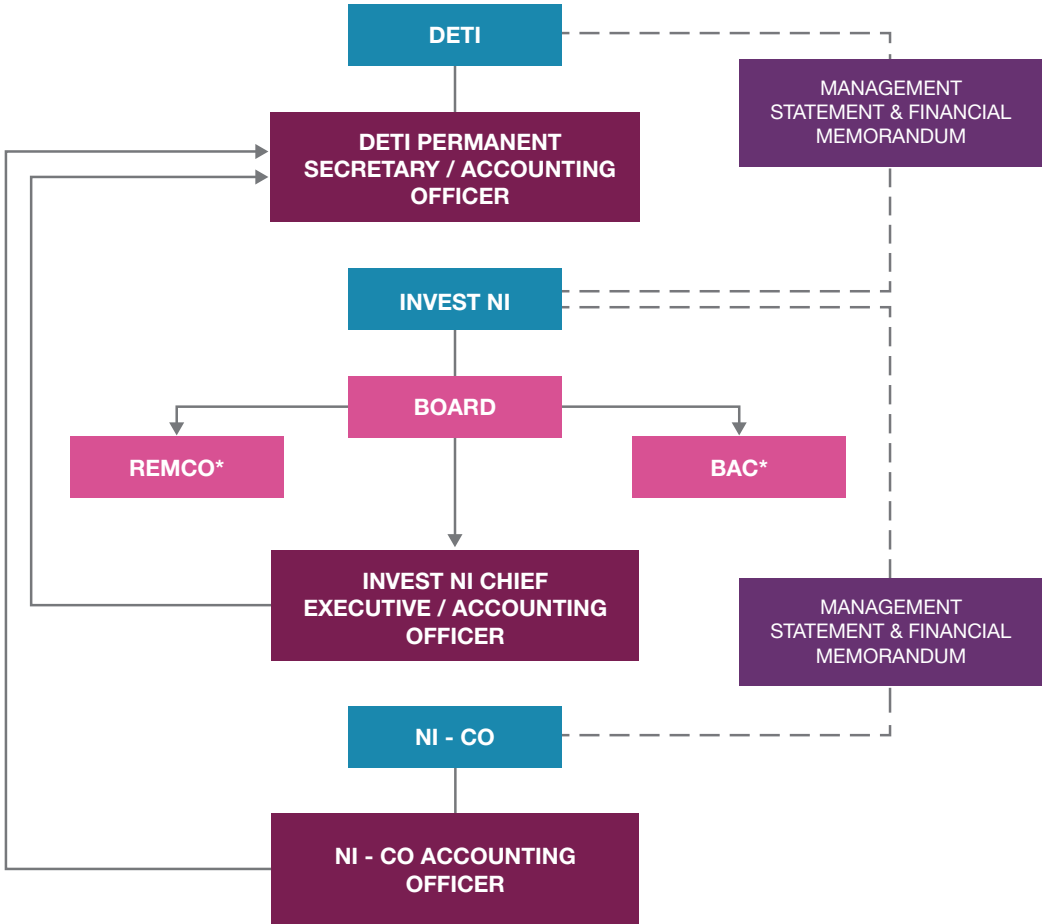 DETI
MANAGEMENT
STATEMENT & FINANCIAL
MEMORANDUM
DETI PERMANENT
SECRETARY / ACCOUNTING
OFFICER
INVEST NI
BOARD
REMCO*
BAC*
INVEST NI CHIEF
EXECUTIVE / ACCOUNTING
OFFICER
MANAGEMENT
STATEMENT & FINANCIAL
MEMORANDUM
NI - CO
NI - CO ACCOUNTING
OFFICER